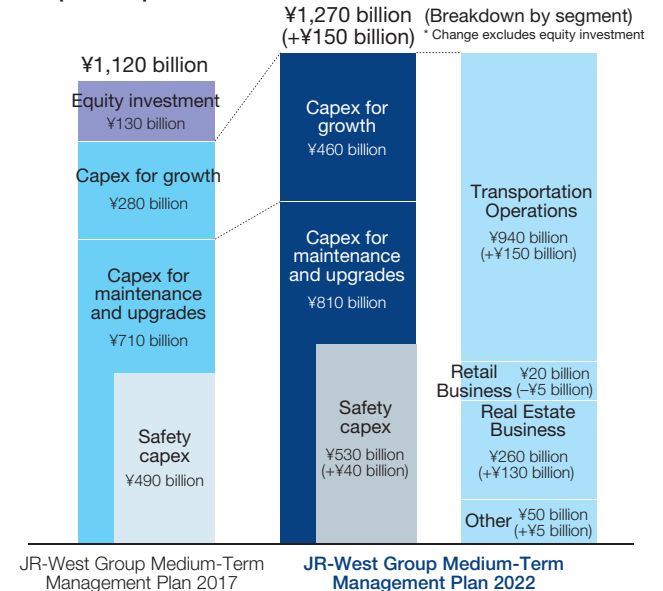 ¥1,120 billion
Equity investment
¥130 billion
Capex for growth
¥280 billion
Capex for
maintenance
and upgrades
¥710 billion
Safety
capex
¥490 billion
JR-West Group Medium-Term
Management Plan 2017
¥1,270 billion
(+¥150 billion)
Capex for
growth
¥460 billion
Capex for
maintenance
and upgrades
¥810 billion
Safety
capex
¥530 billion
(+¥40 billion)
JR-West Group Medium-Term
Management Plan 2022
(Breakdown by segment)
* Change excludes equity investment
Transportation
Operations
¥940 billion
(+¥150 billion)
Retail ¥20 billion
Business (–¥5 billion)
Real Estate
Business
¥260 billion
(+¥130 billion)
Other ¥50 billion
(+¥5 billion)